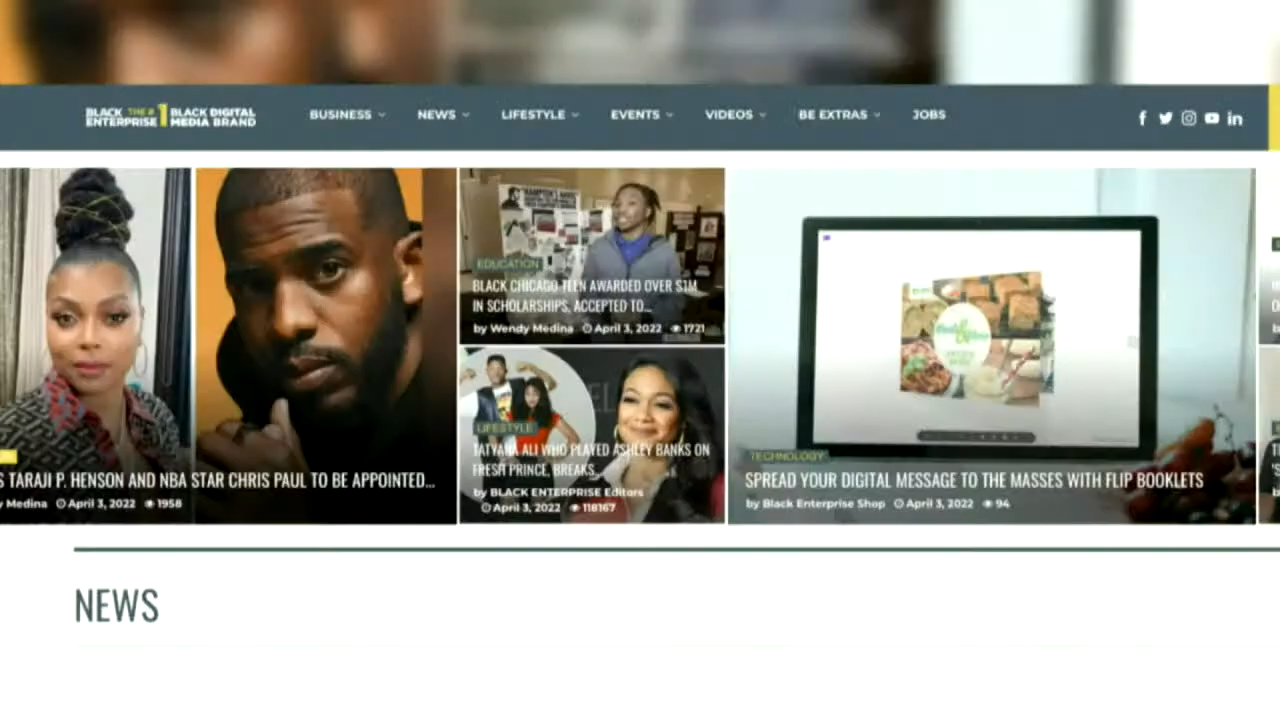 BLACK THE # 1 BLACK DIGITAL
ENTERPRISE MEDIA BRAND
BUSINESS NEWS LIFESTYLE EVENTS VIDEOS BE EXTRAS JOBS
S TARAJI P. HENSON AND NBA STAR CHRIS PAUL TO BE APPOINTED...
y Medina April 3, 2022 1958
EDUCATION
BLACK CHICAGO TEEN AWARDED OVER $1M
IN SCHOLARSHIPS, ACCEPTED TO...
by Wendy Medina April 3, 2022 1721
LIFESTYLE
TATYANA ALI WHO PLAYED ASHLEY BANKS ON
FRESH PRINCE, BREAKS...
by BLACK ENTERPRISE Editors
April 3, 2022 118167
TECHNOLOGY
SPREAD YOUR DIGITAL MESSAGE TO THE MASSES WITH FLIP BOOKLETS
by Black Enterprise Shop April 3, 2022 94
NEWS